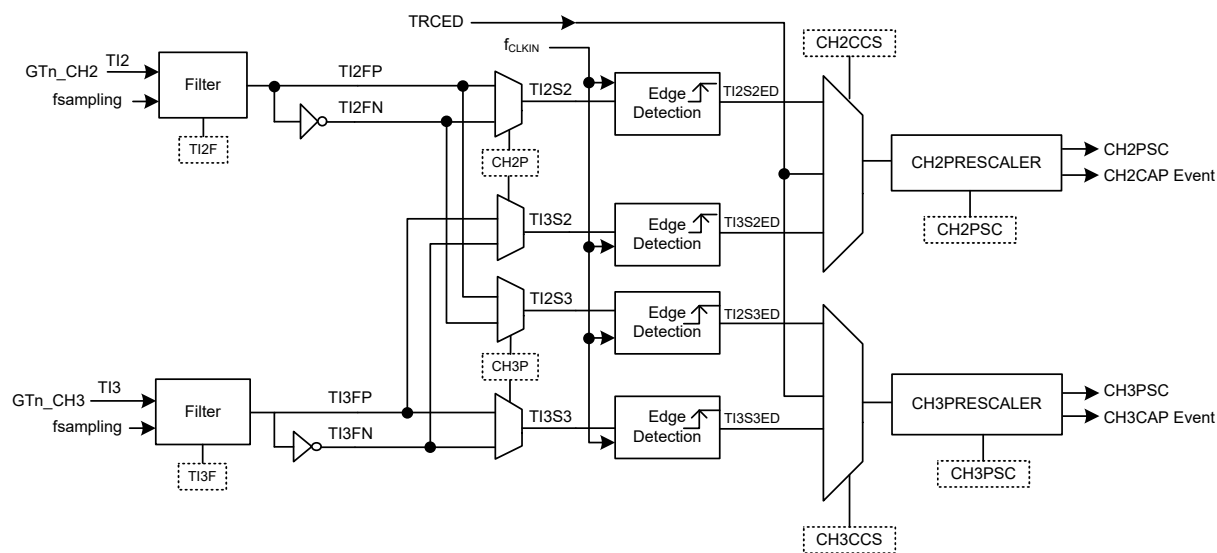 TRCED
fCLKIN
CH2CCS
TI2
GTn_CH2
fsampling
Filter
TI2F
TI2FP
TI2FN
TI2S2
CH2P
Edge
Detection
TI2S2ED
CH2PRESCALER
CH2PSC
CH2CAP Event
CH2PSC
TI3S2
Edge
Detection
TI3S2ED
TI2S3
Edge
Detection
TI2S3ED
CH3P
TI3
GTn_CH3
fsampling
Filter
TI3F
TI3FP
TI3FN
TI3S3
Edge
Detection
TI3S3ED
CH3PRESCALER
CH3PSC
CH3CAP Event
CH3PSC
CH3CCS